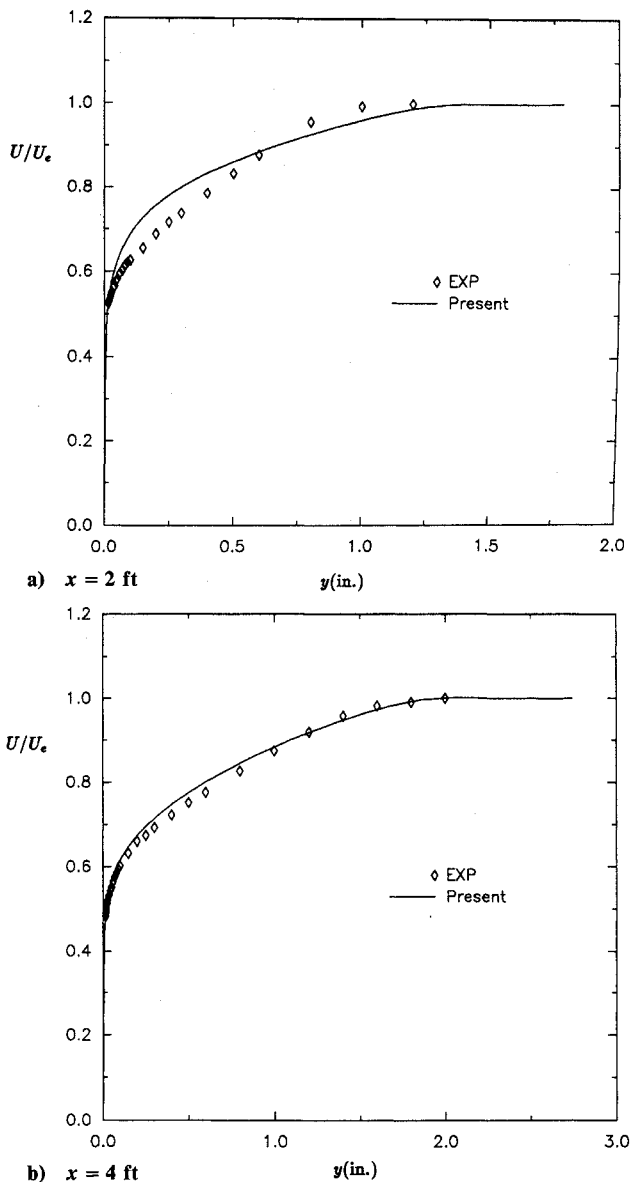 1.2
1.0
U/Uₑ
0.8
0.6
◊ EXP
— Present
0.4
0.2
0.0
0.0 0.5 1.0 1.5 2.0
a) x = 2 ft y(in.)
1.2
1.0
U/Uₑ
0.8
0.6
◊ EXP
— Present
0.4
0.2
0.0
0.0 1.0 2.0 3.0
b) x = 4 ft y(in.)